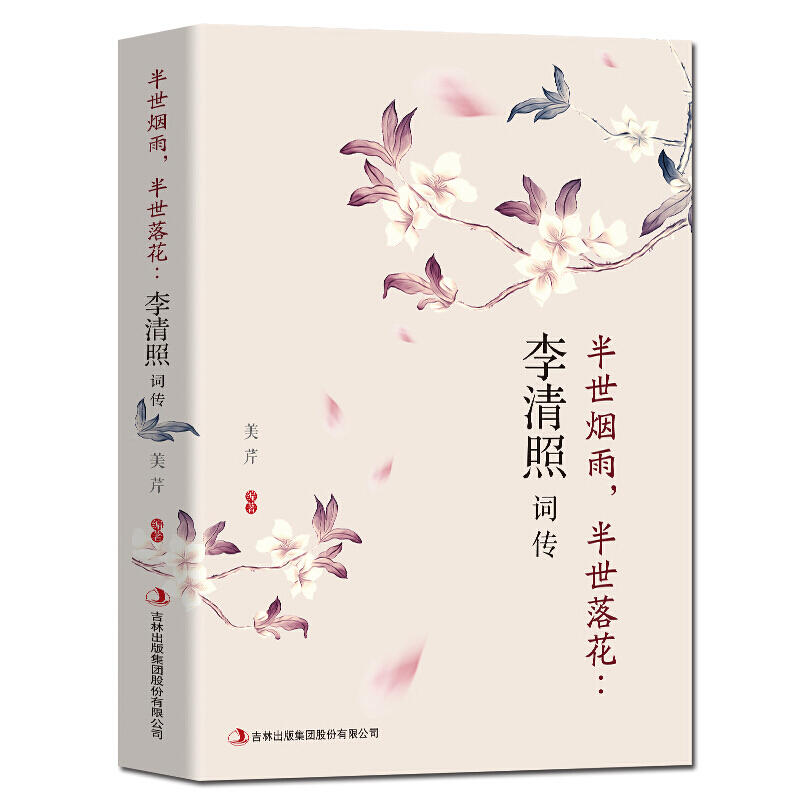 半世烟雨，半世落花：
李清照
词传
美芹
编著
吉林出版集团股份有限公司
半世烟雨，半世落花：
李清照
词传
美芹
编著
吉林出版集团股份有限公司